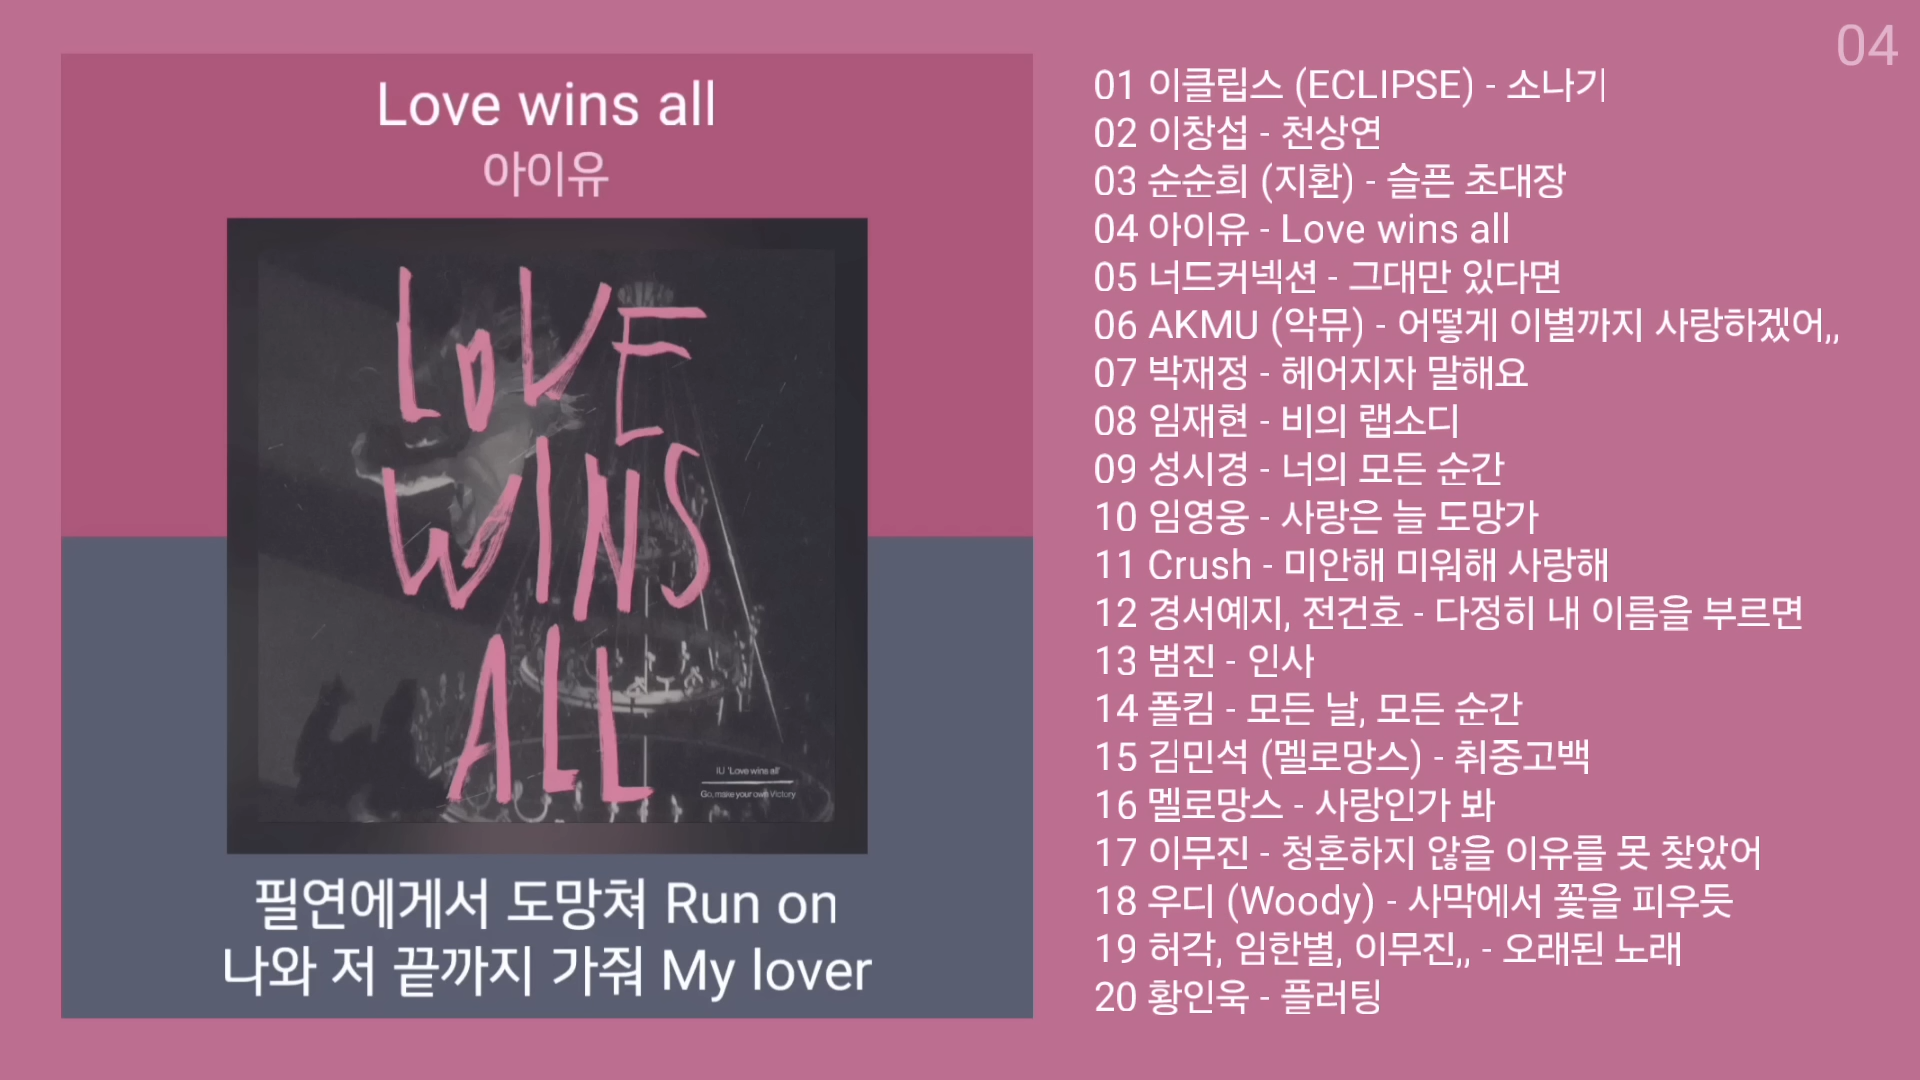 04
Love wins all
아이유
LoVE
WINS
ALL
IU 'Love wins all'
Go, make your own Victory
필연에게서 도망쳐 Run on
나와 저 끝까지 가줘 My lover
01 이클립스 (ECLIPSE) - 소나기
02 이창섭 - 천상연
03 순순희 (지환) - 슬픈 초대장
04 아이유 - Love wins all
05 너드커넥션 - 그대만 있다면
06 AKMU (악뮤) - 어떻게 이별까지 사랑하겠어,,
07 박재정 - 헤어지자 말해요
08 임재현 - 비의 랩소디
09 성시경 - 너의 모든 순간
10 임영웅 - 사랑은 늘 도망가
11 Crush - 미안해 미워해 사랑해
12 경서예지, 전건호 - 다정히 내 이름을 부르면
13 범진 - 인사
14 폴킴 - 모든 날, 모든 순간
15 김민석 (멜로망스) - 취중고백
16 멜로망스 - 사랑인가 봐
17 이무진 - 청혼하지 않을 이유를 못 찾았어
18 우디 (Woody) - 사막에서 꽃을 피우듯
19 허각, 임한별, 이무진,, - 오래된 노래
20 황인욱 - 플러팅